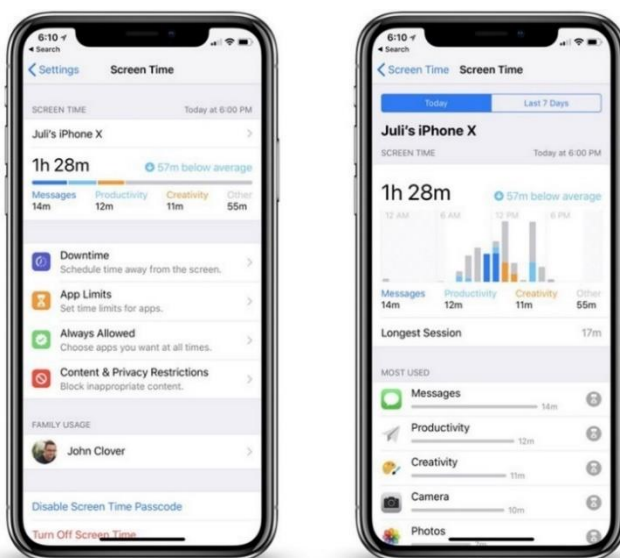 6:10
Search
Settings
Screen Time
SCREEN TIME
Today at 6:00 PM
Juli's iPhone X
1h 28m
57m below average
Messages
Productivity
Creativity
Other
14m
12m
11m
55m
Downtime
Schedule time away from the screen.
App Limits
Set time limits for apps.
Always Allowed
Choose apps you want at all times.
Content & Privacy Restrictions
Block inappropriate content.
FAMILY USAGE
John Clover
Disable Screen Time Passcode
Turn Off Screen Time
6:10
Search
Screen Time
Screen Time
Today
Last 7 Days
Juli's iPhone X
SCREEN TIME
Today at 6:00 PM
1h 28m
57m below average
12 AM
6 AM
12 PM
6 PM
Messages
Productivity
Creativity
Other
14m
12m
11m
55m
Longest Session
17m
MOST USED
Messages
14m
Productivity
12m
Creativity
11m
Camera
10m
Photos